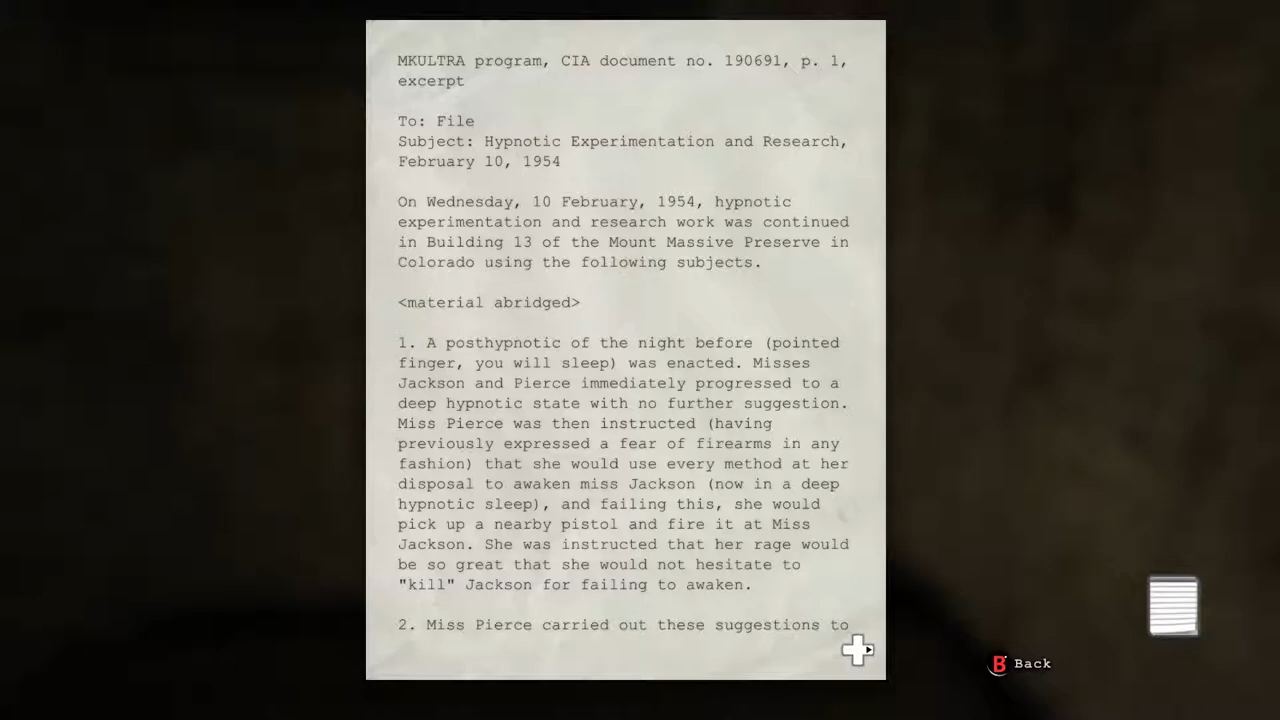 MKULTRA program, CIA document no. 190691, p. 1,
excerpt
To: File
Subject: Hypnotic Experimentation and Research,
February 10, 1954
On Wednesday, 10 February, 1954, hypnotic
experimentation and research work was continued
in Building 13 of the Mount Massive Preserve in
Colorado using the following subjects.
<material abridged>
1. A posthypnotic of the night before (pointed
finger, you will sleep) was enacted. Misses
Jackson and Pierce immediately progressed to a
deep hypnotic state with no further suggestion.
Miss Pierce was then instructed (having
previously expressed a fear of firearms in any
fashion) that she would use every method at her
disposal to awaken miss Jackson (now in a deep
hypnotic sleep), and failing this, she would
pick up a nearby pistol and fire it at Miss
Jackson. She was instructed that her rage would
be so great that she would not hesitate to
"kill" Jackson for failing to awaken.
2. Miss Pierce carried out these suggestions to
B Back